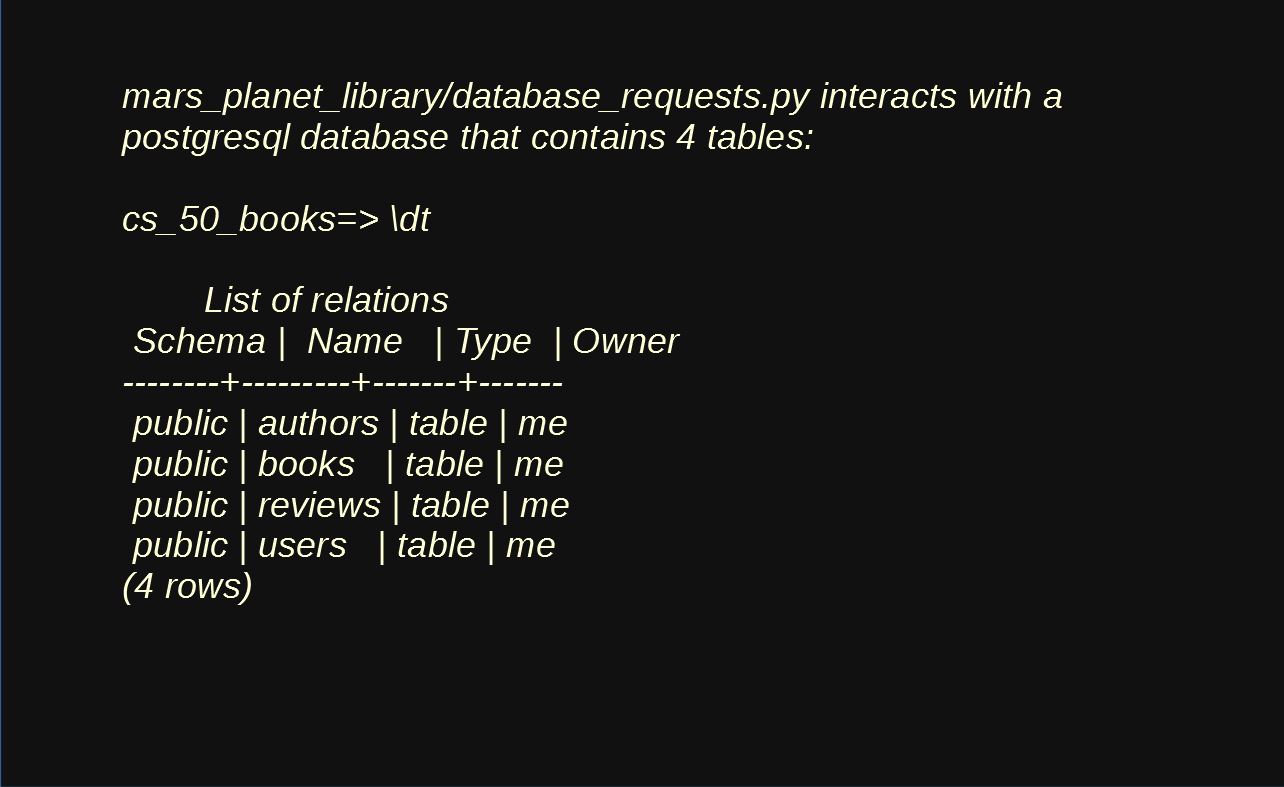 mars_planet_library/database_requests.py interacts with a
postgresql database that contains 4 tables:
cs_50_books=> \dt
List of relations
Schema |  Name   | Type  | Owner
--------+---------+-------+-------
public | authors | table | me
public | books   | table | me
public | reviews | table | me
public | users   | table | me
(4 rows)